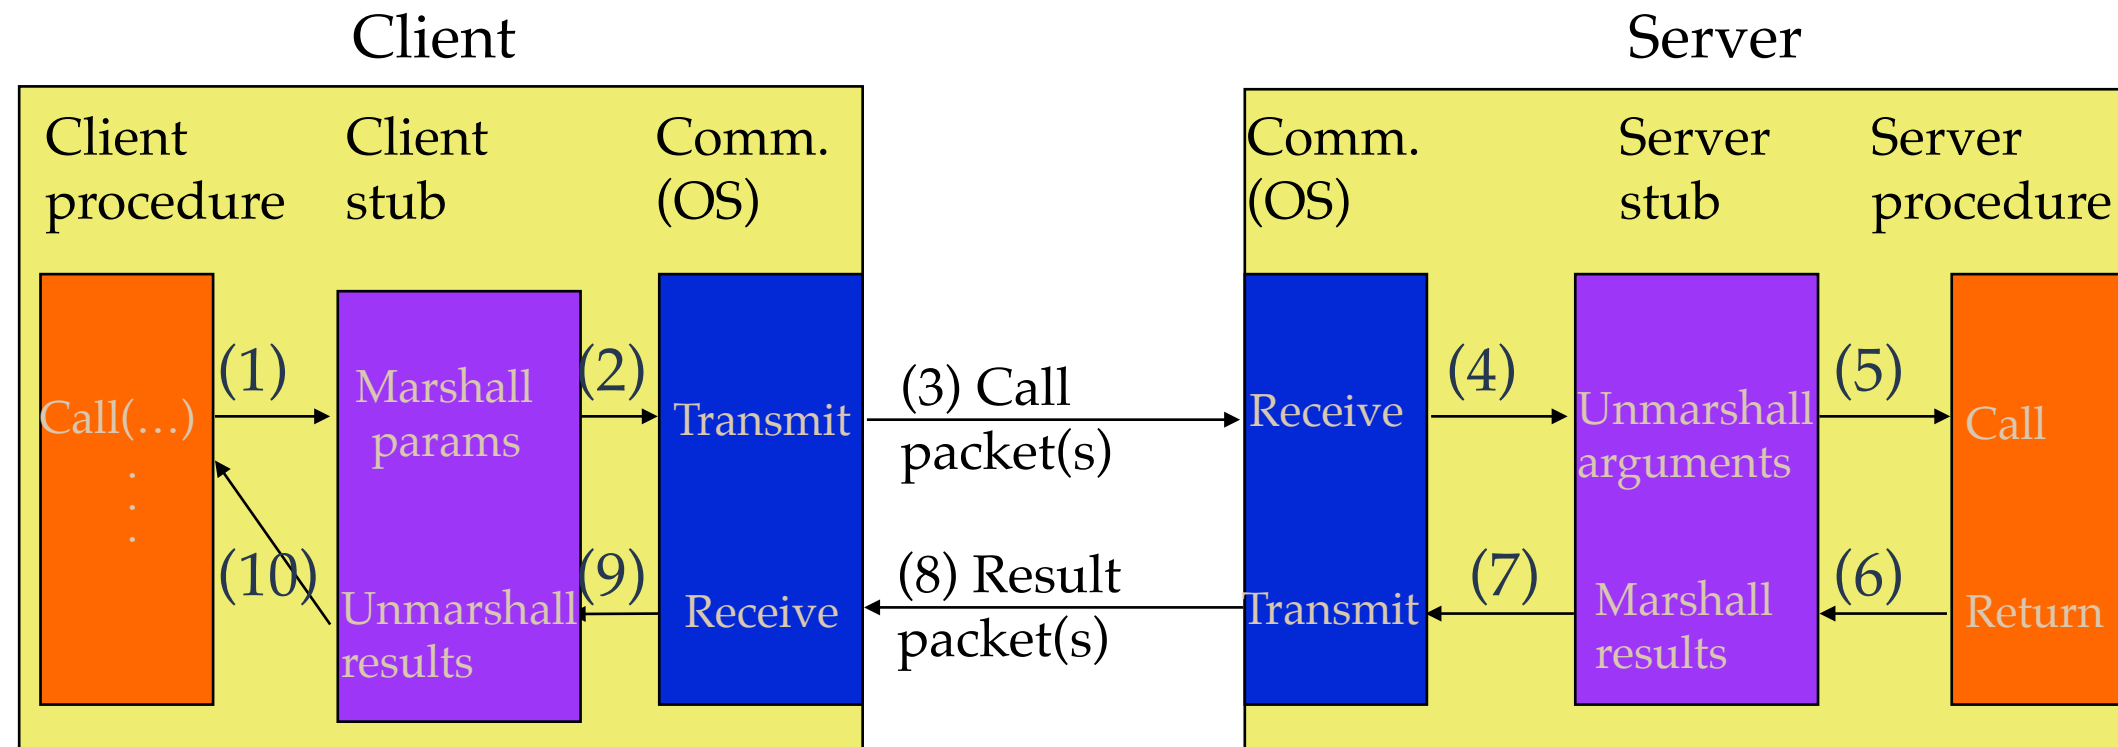 Client
Server
Client
procedure
Client
stub
Comm.
(OS)
Comm.
(OS)
Server
stub
Server
procedure
Call(...)
.
.
.
(1)
Marshall
params
(2)
Transmit
(3) Call
packet(s)
Receive
(4)
Unmarshall
arguments
(5)
Call
(10)
Unmarshall
results
(9)
Receive
(8) Result
packet(s)
Transmit
(7)
Marshall
results
(6)
Return